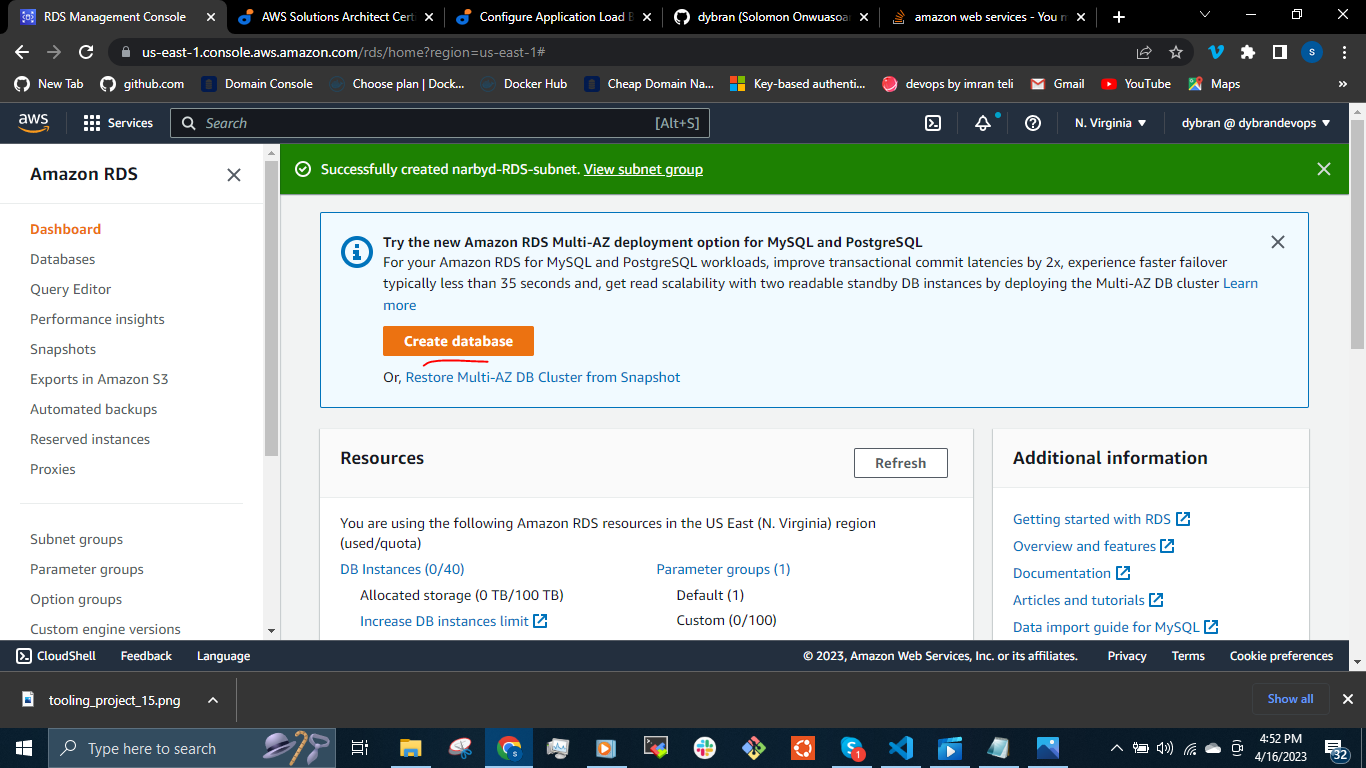 RDS Management Console
AWS Solutions Architect Cert
Configure Application Load B
dybran (Solomon Onwuasoan
amazon web services - You n
us-east-1.console.aws.amazon.com/rds/home?region=us-east-1#
S
New Tab
github.com
Domain Console
Choose plan | Dock...
Docker Hub
Cheap Domain Na...
Key-based authenti...
devops by imran teli
Gmail
YouTube
Maps
»
aws
Services
Search
[Alt+S]
N. Virginia
dybran @ dybrandevops
Amazon RDS
Dashboard
Databases
Query Editor
Performance insights
Snapshots
Exports in Amazon S3
Automated backups
Reserved instances
Proxies
Subnet groups
Parameter groups
Option groups
Custom engine versions
Successfully created narbyd-RDS-subnet. View subnet group
Try the new Amazon RDS Multi-AZ deployment option for MySQL and PostgreSQL
For your Amazon RDS for MySQL and PostgreSQL workloads, improve transactional commit latencies by 2x, experience faster failover
typically less than 35 seconds and, get read scalability with two readable standby DB instances by deploying the Multi-AZ DB cluster Learn
more
Create database
Or, Restore Multi-AZ DB Cluster from Snapshot
Resources
Refresh
You are using the following Amazon RDS resources in the US East (N. Virginia) region
(used/quota)
DB Instances (0/40)
Allocated storage (0 TB/100 TB)
Increase DB instances limit
Parameter groups (1)
Default (1)
Custom (0/100)
Additional information
Getting started with RDS
Overview and features
Documentation
Articles and tutorials
Data import guide for MySQL
CloudShell
Feedback
Language
© 2023, Amazon Web Services, Inc. or its affiliates.
Privacy
Terms
Cookie preferences
tooling_project_15.png
Show all
Type here to search
1
4:52 PM
4/16/2023
32